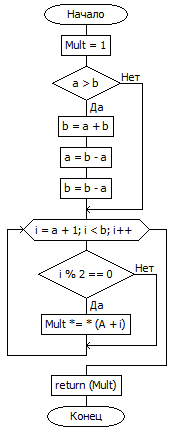 Начало
Mult = 1
a > b
Нет
Да
b = a + b
a = b - a
b = b - a
i = a + 1; i < b; i++
i % 2 == 0
Нет
Да
Mult *= * (A + i)
return (Mult)
Конец